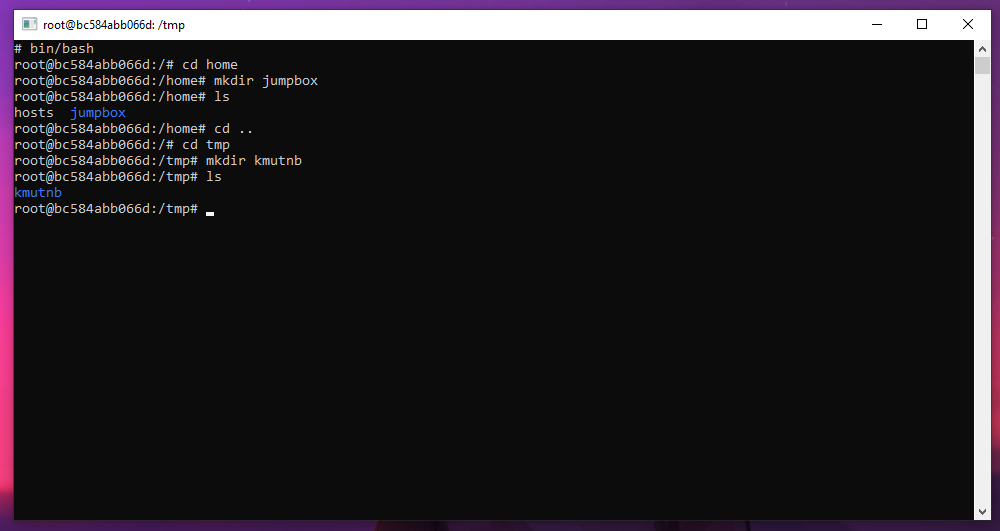 root@bc584abb066d: /tmp
# bin/bash
root@bc584abb066d:/# cd home
root@bc584abb066d:/home# mkdir jumpbox
root@bc584abb066d:/home# ls
hosts  jumpbox
root@bc584abb066d:/home# cd ..
root@bc584abb066d:/# cd tmp
root@bc584abb066d:/tmp# mkdir kmutnb
root@bc584abb066d:/tmp# ls
kmutnb
root@bc584abb066d:/tmp#